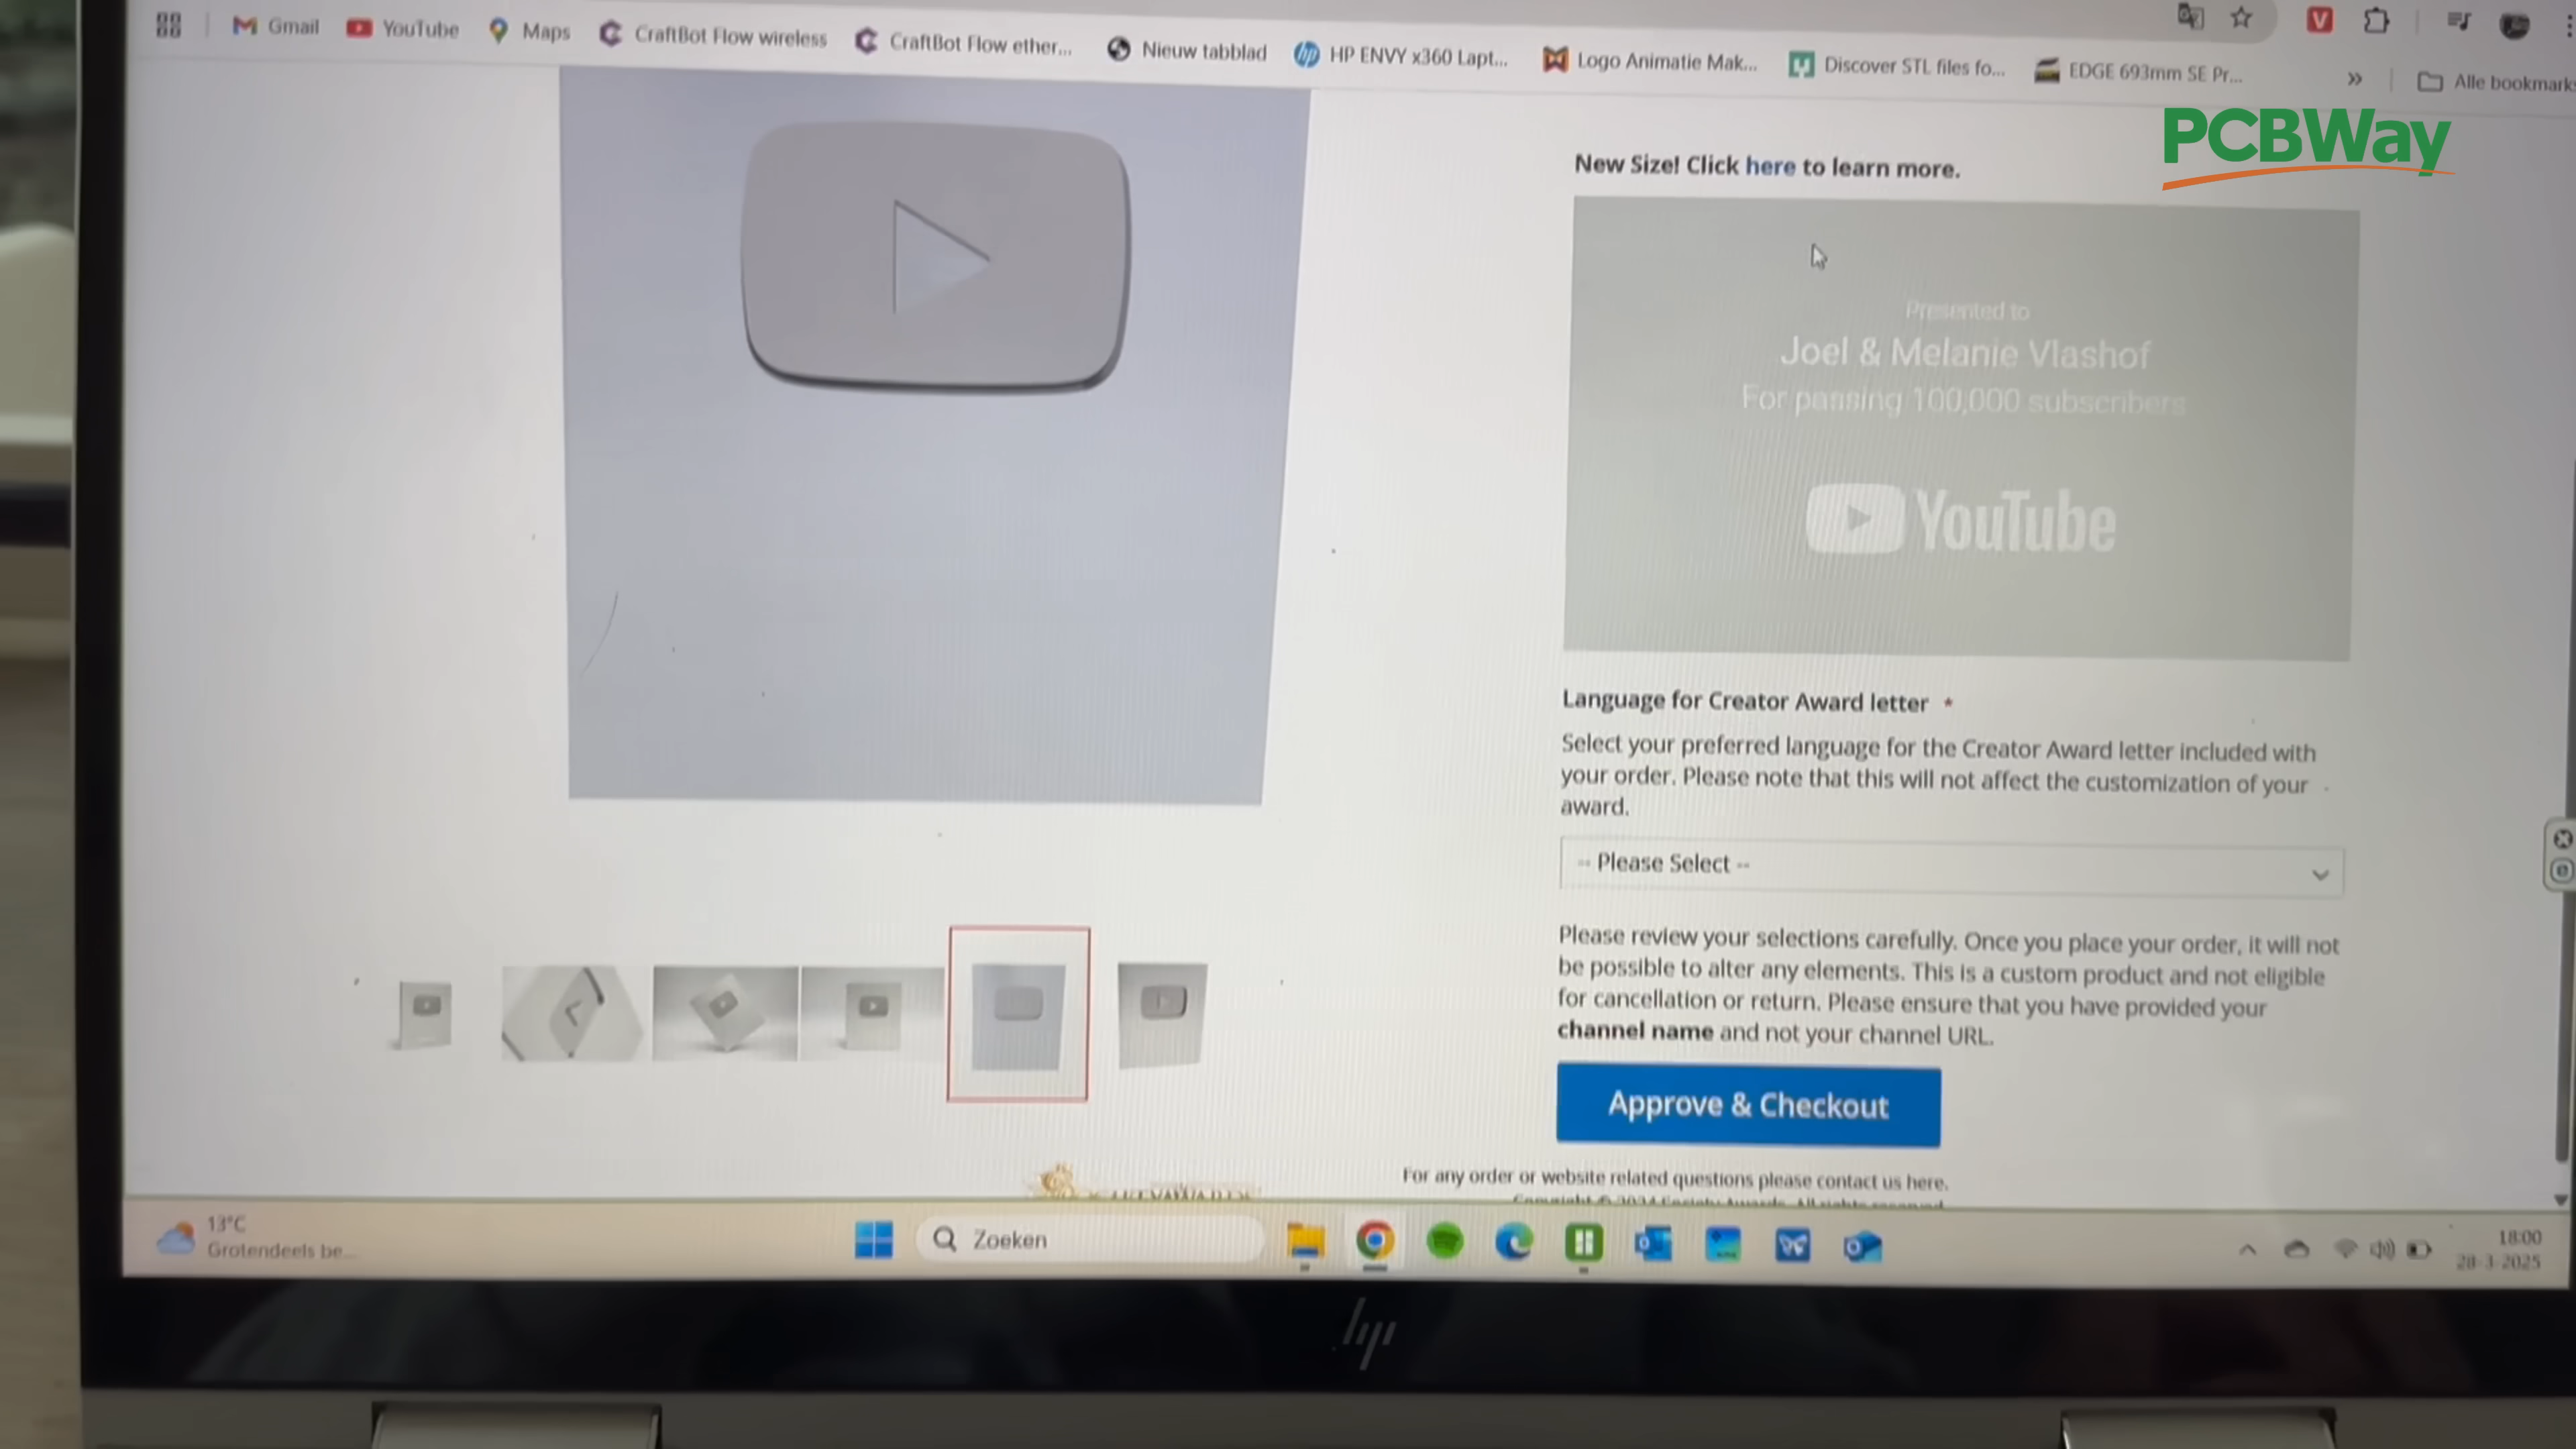 Gmail
YouTube
Maps
CraftBot Flow wireless
CraftBot Flow ether...
Nieuw tabblad
HP ENVY x360 Lapt...
Logo Animatie Mak...
Discover STL files fo...
EDGE 693mm SE Pr...
Alle bookmarks
PCBWay
New Size! Click here to learn more.
Presented to
Joel & Melanie Vlashof
For passing 100,000 subscribers
YouTube
Language for Creator Award letter *
Select your preferred language for the Creator Award letter included with
your order. Please note that this will not affect the customization of your
award.
-- Please Select --
Please review your selections carefully. Once you place your order, it will not
be possible to alter any elements. This is a custom product and not eligible
for cancellation or return. Please ensure that you have provided your
channel name and not your channel URL.
Approve & Checkout
For any order or website related questions please contact us here.
13°C
Grotendeels be...
Zoeken
18:00
28-3-2025
hp